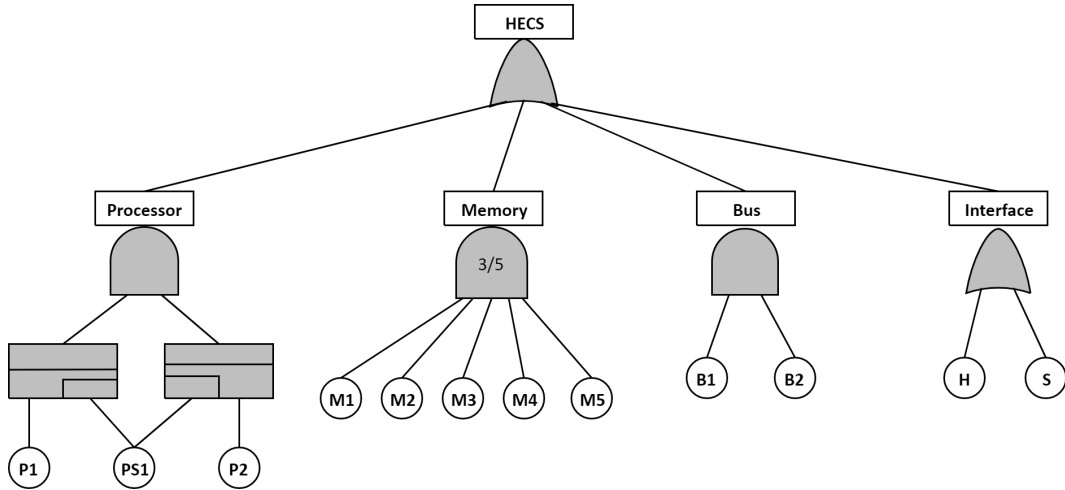 HECS
Processor
Memory
Bus
Interface
3/5
M1
M2
M3
M4
M5
B1
B2
H
S
P1
PS1
P2